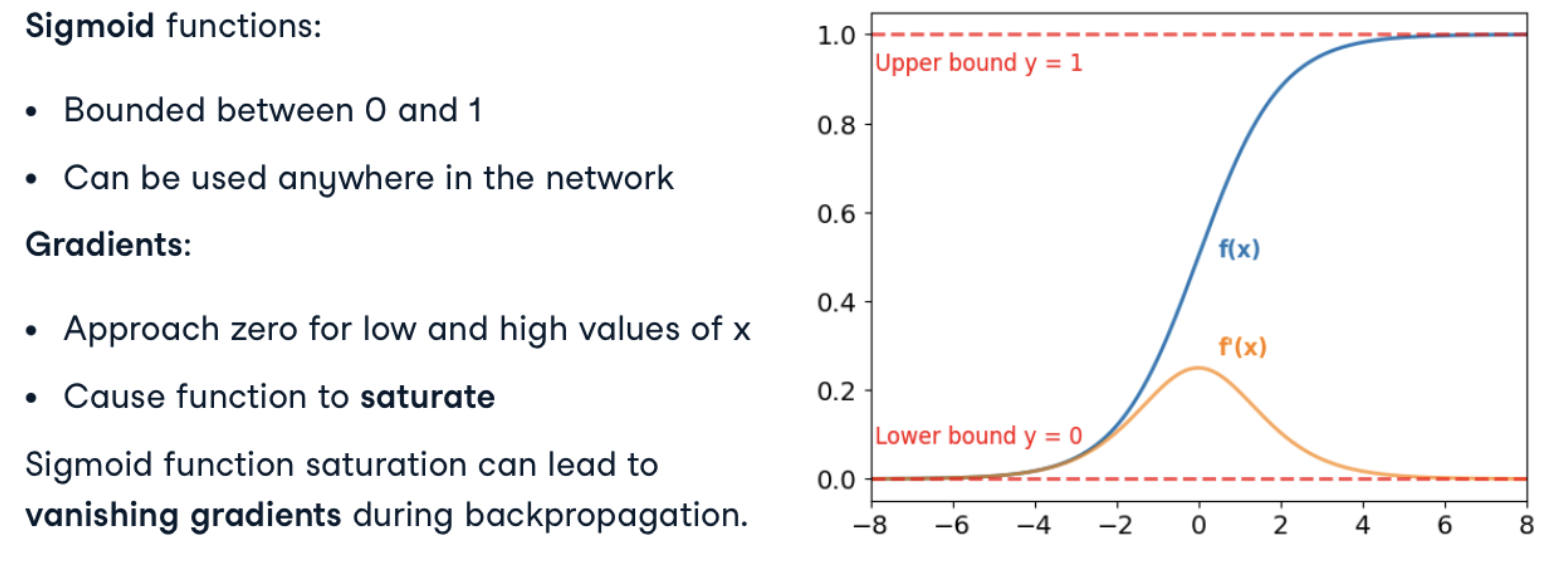 Sigmoid functions:
• Bounded between 0 and 1
• Can be used anywhere in the network
Gradients:
• Approach zero for low and high values of x
• Cause function to saturate
Sigmoid function saturation can lead to
vanishing gradients during backpropagation.
1.0
Upper bound y = 1
0.8
0.6
f(x)
0.4
f'(x)
0.2
Lower bound y = 0
0.0
−8 −6 −4 −2 0 2 4 6 8